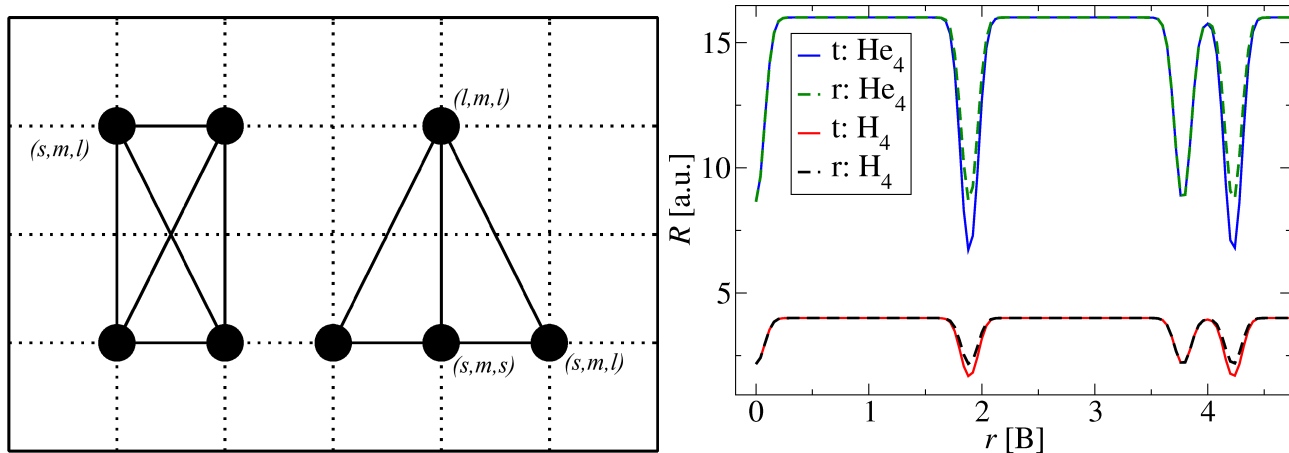 (l,m,l)
(s,m,l)
(s,m,s)
(s,m,l)
R [a.u.]
15
10
5
t: He4
r: He4
t: H4
r: H4
0 1 2 3 4
r [B]